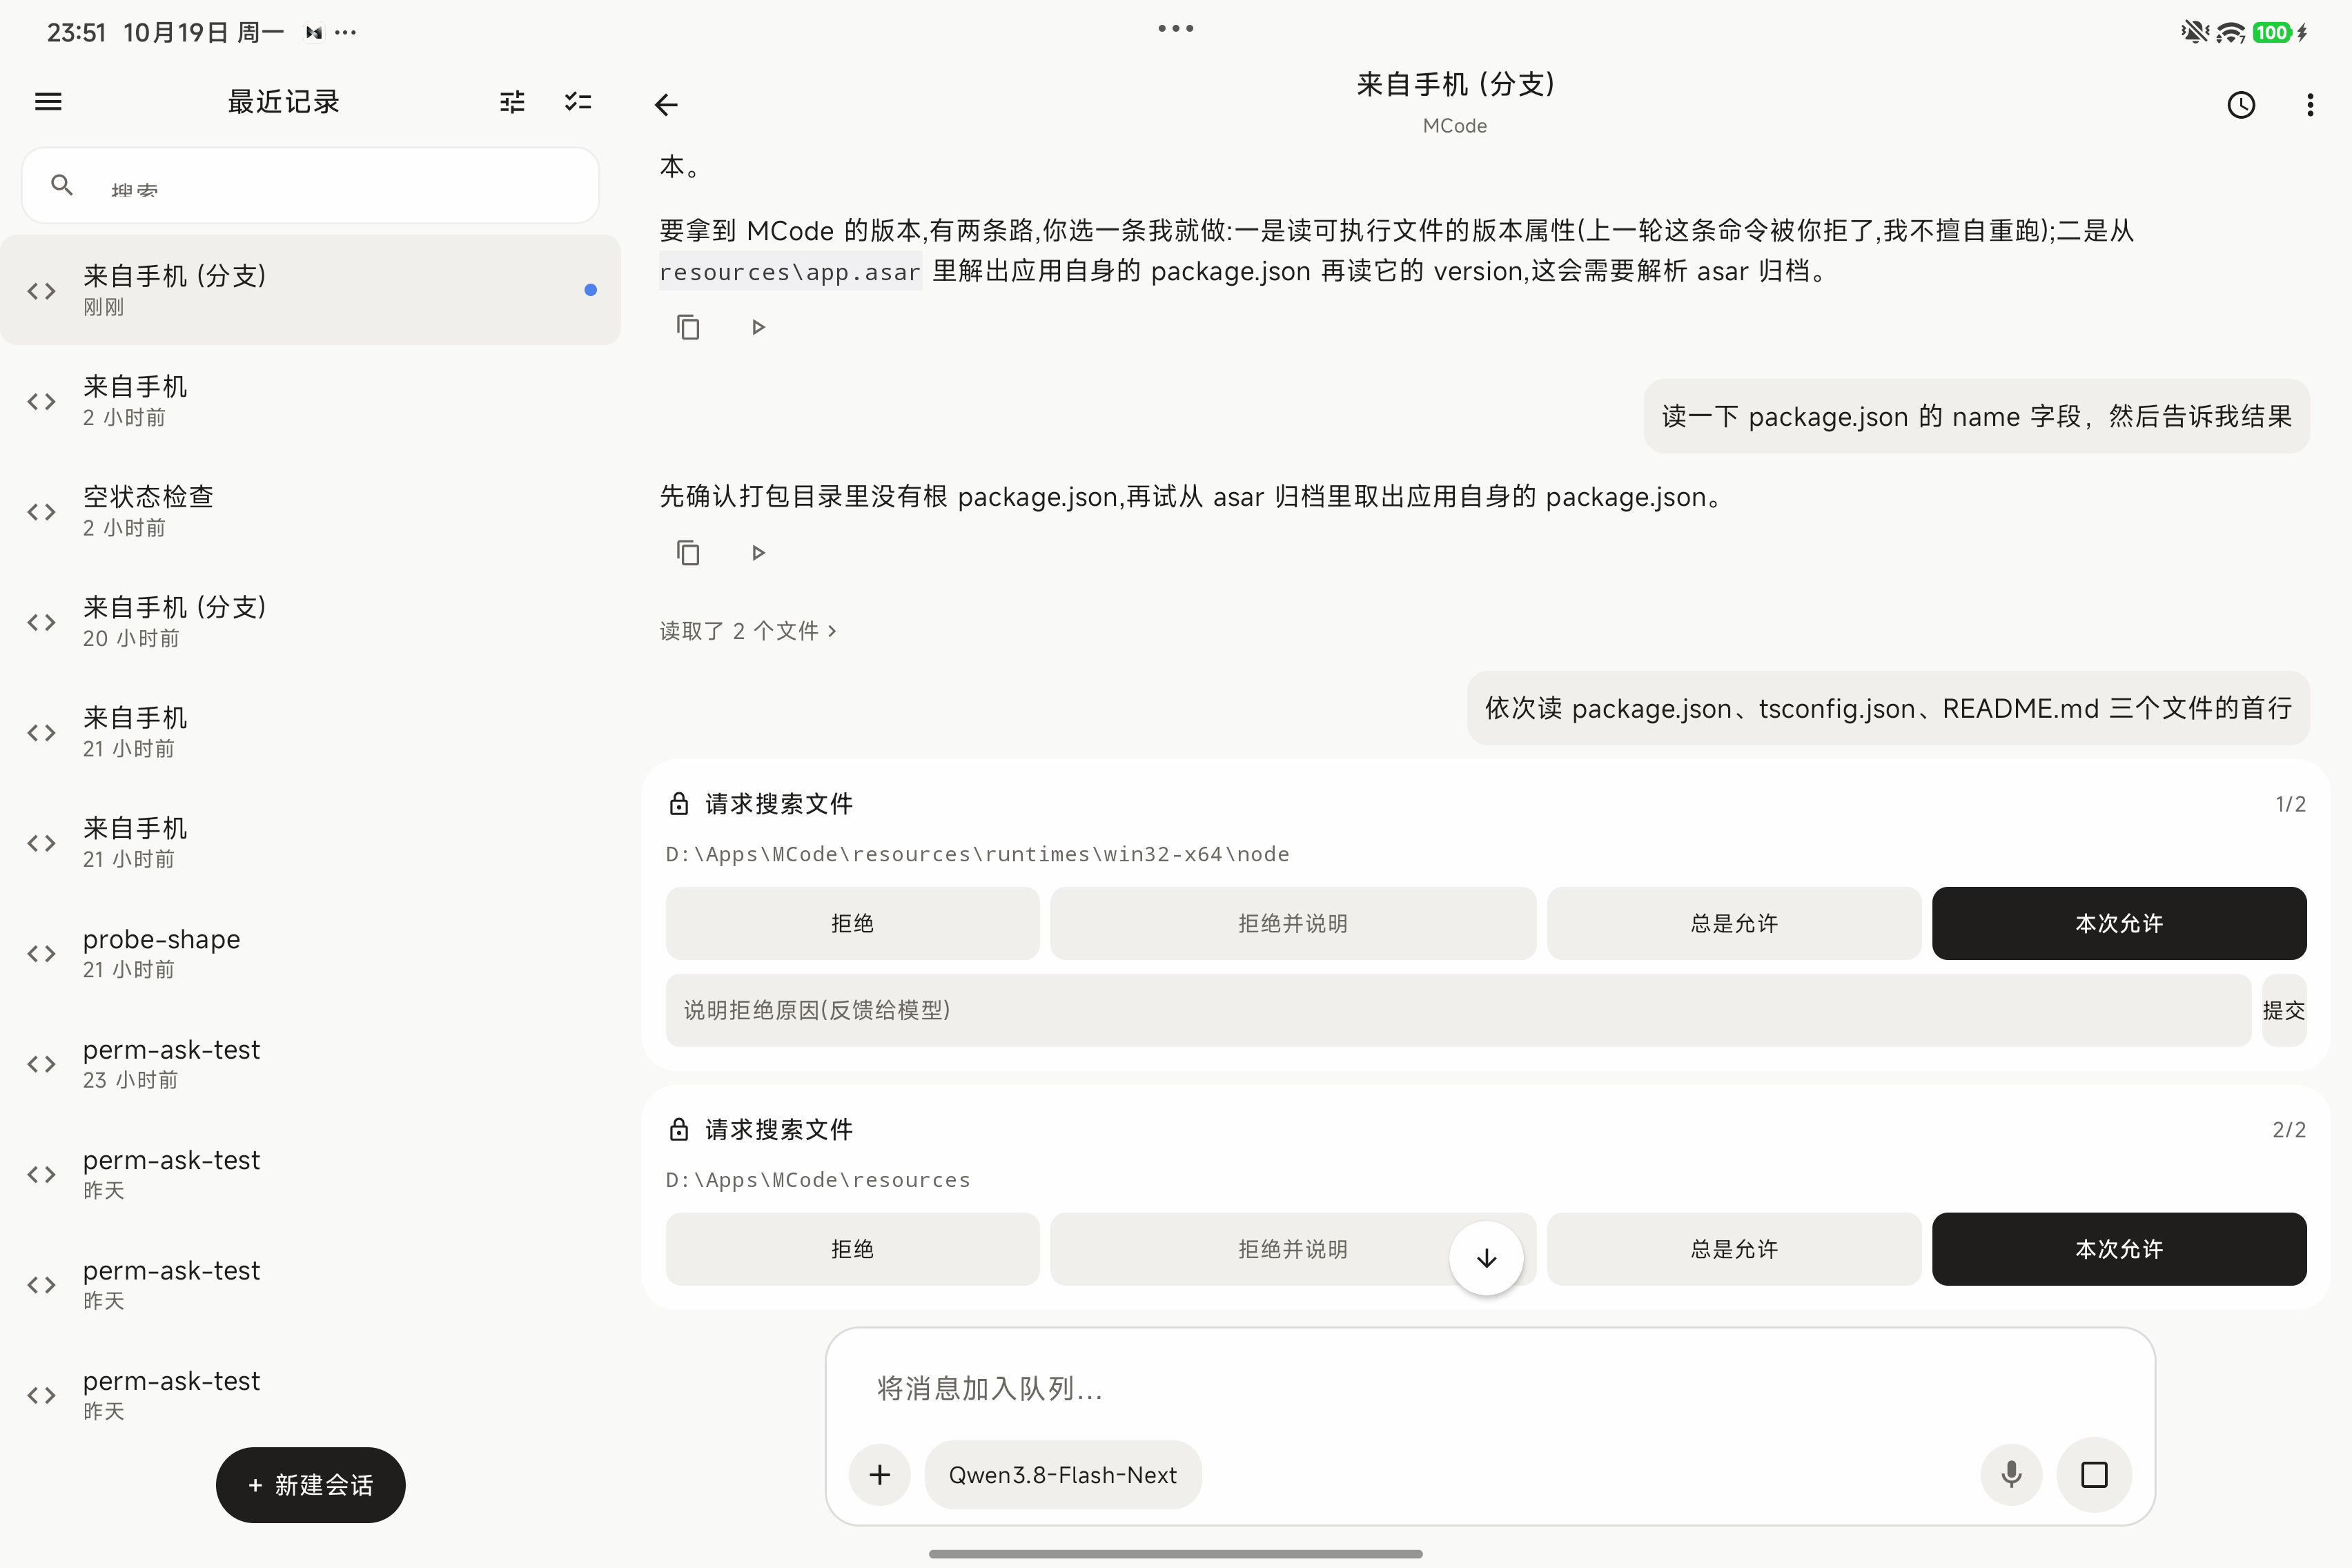 23:51 10月19日 周一
100
最近记录
搜索
来自手机 (分支)
刚刚
来自手机
2 小时前
空状态检查
2 小时前
来自手机 (分支)
20 小时前
来自手机
21 小时前
来自手机
21 小时前
probe-shape
21 小时前
perm-ask-test
23 小时前
perm-ask-test
昨天
perm-ask-test
昨天
perm-ask-test
昨天
+ 新建会话
来自手机 (分支)
MCode
本。
要拿到 MCode 的版本,有两条路,你选一条我就做:一是读可执行文件的版本属性(上一轮这条命令被你拒了,我不擅自重跑);二是从
resources\app.asar 里解出应用自身的 package.json 再读它的 version,这会需要解析 asar 归档。
读一下 package.json 的 name 字段，然后告诉我结果
先确认打包目录里没有根 package.json,再试从 asar 归档里取出应用自身的 package.json。
读取了 2 个文件
依次读 package.json、tsconfig.json、README.md 三个文件的首行
请求搜索文件 1/2
D:\Apps\MCode\resources\runtimes\win32-x64\node
拒绝 拒绝并说明 总是允许 本次允许
说明拒绝原因(反馈给模型) 提交
请求搜索文件 2/2
D:\Apps\MCode\resources
拒绝 拒绝并说明 总是允许 本次允许
将消息加入队列...
Qwen3.8-Flash-Next